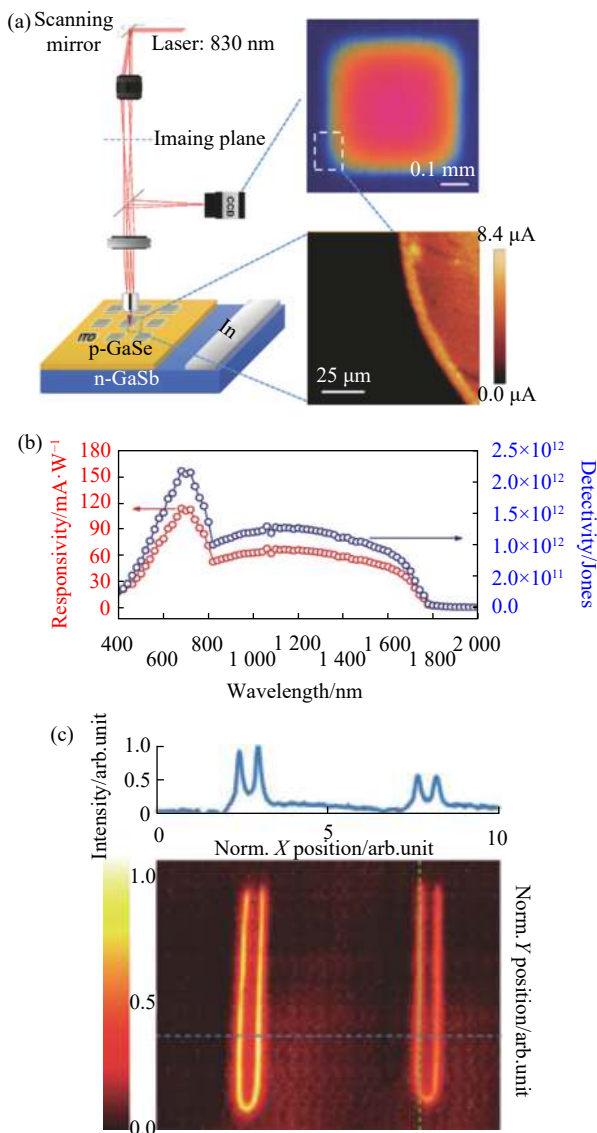 (a)
Scanning
mirror
Laser: 830 nm
Imaing plane
CCD
0.1 mm
8.4 μA
ITO
In
p-GaSe
n-GaSb
25 μm
0.0 μA
(b)
180
150
120
90
60
30
0
Responsivity/mA·W⁻¹
2.5×10¹²
2.0×10¹²
1.5×10¹²
1.0×10¹²
2.0×10¹¹
0.0
Detectivity/Jones
400 800 1 200 1 600 2 000
600 1 000 1 400 1 800
Wavelength/nm
(c)
Intensity/arb.unit
1.0
0.5
0
0 5 10
Norm. X position/arb.unit
1.0
0.5
0.0
Norm. Y position/arb.unit